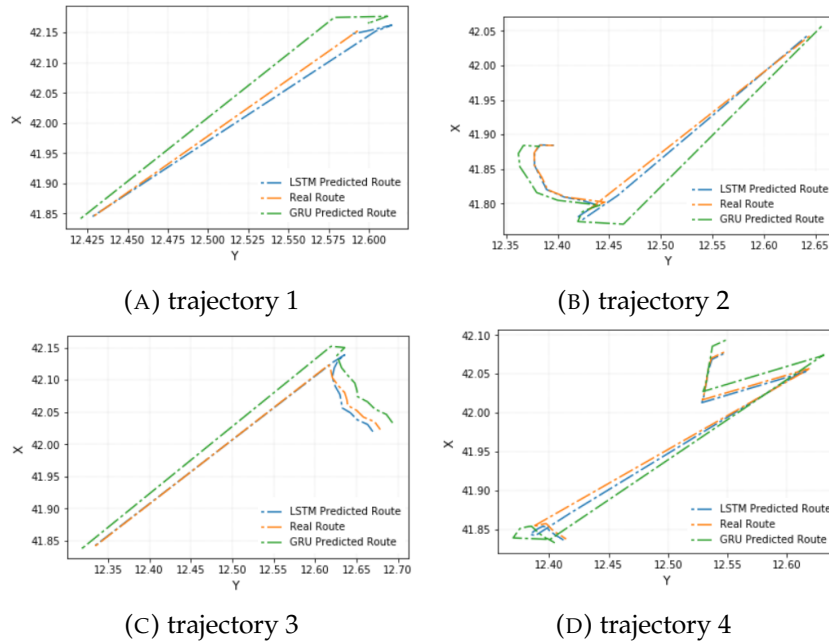 42.15
42.10
42.05
42.00
41.95
41.90
41.85
X
12.425 12.450 12.475 12.500 12.525 12.550 12.575 12.600
Y
LSTM Predicted Route
Real Route
GRU Predicted Route
(A) trajectory 1
42.05
42.00
41.95
41.90
41.85
41.80
X
12.35 12.40 12.45 12.50 12.55 12.60 12.65
Y
LSTM Predicted Route
Real Route
GRU Predicted Route
(B) trajectory 2
42.15
42.10
42.05
42.00
41.95
41.90
41.85
X
12.35 12.40 12.45 12.50 12.55 12.60 12.65 12.70
Y
LSTM Predicted Route
Real Route
GRU Predicted Route
(C) trajectory 3
42.10
42.05
42.00
41.95
41.90
41.85
X
12.40 12.45 12.50 12.55 12.60
Y
LSTM Predicted Route
Real Route
GRU Predicted Route
(D) trajectory 4